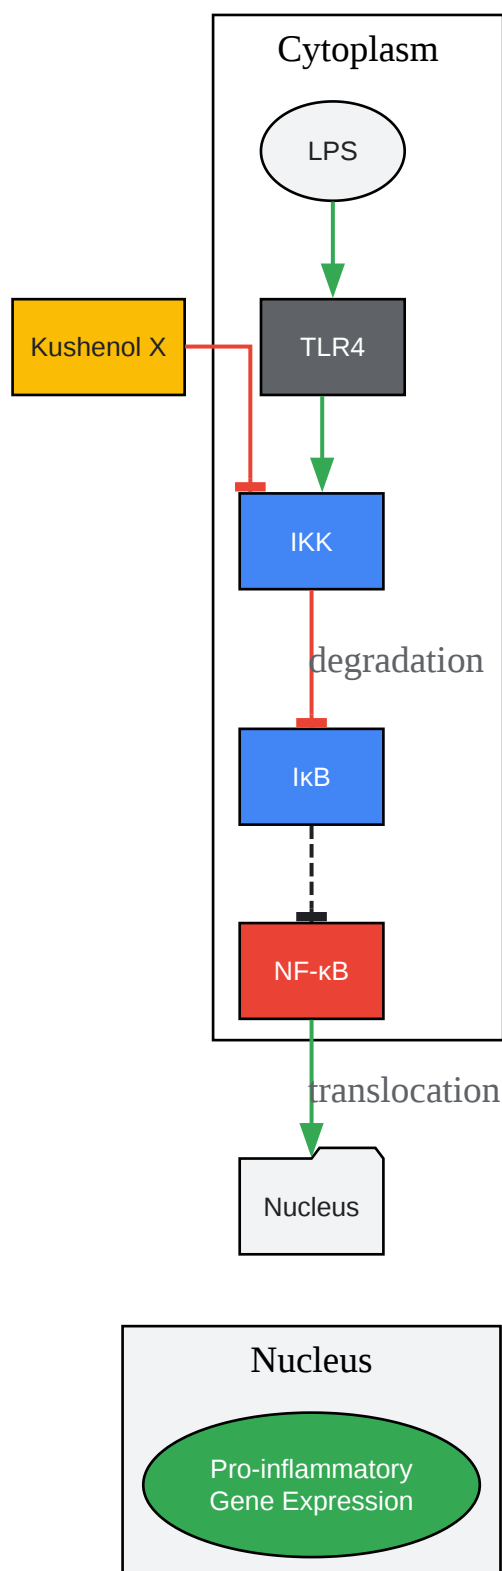 Cytoplasm
LPS
Kushenol X
TLR4
IKK
degradation
IκB
NF-κB
translocation
Nucleus
Nucleus
Pro-inflammatory
Gene Expression